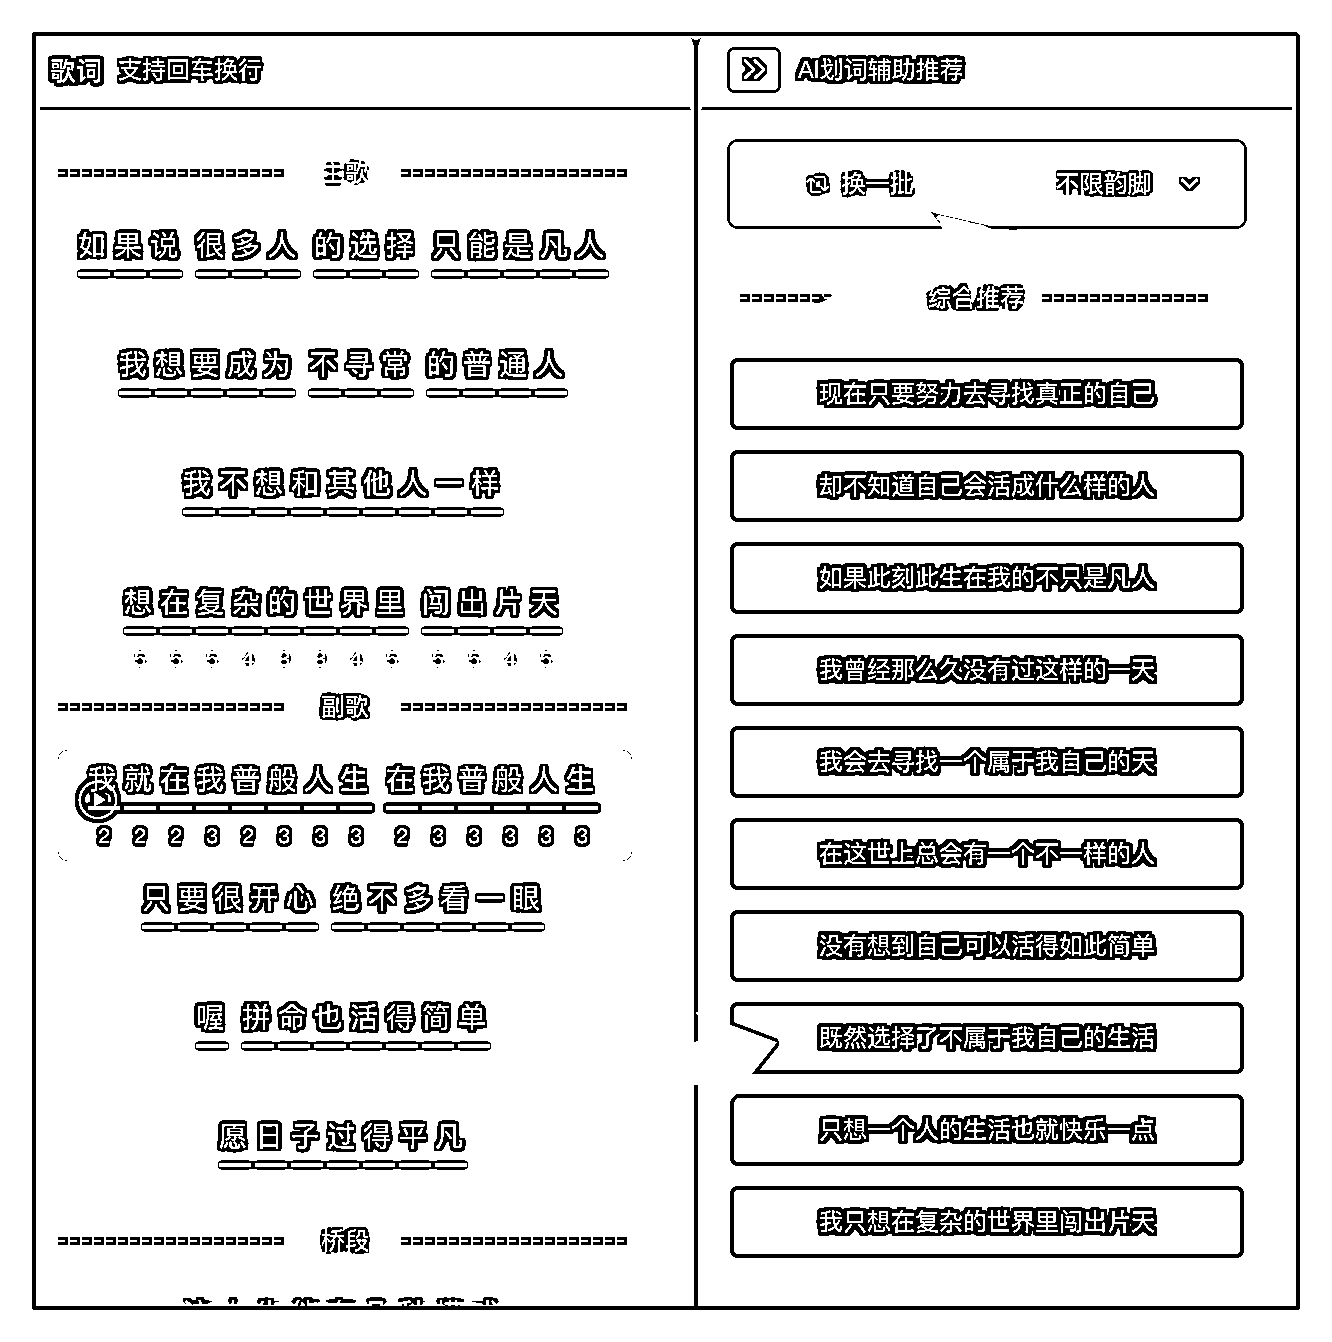 歌词 支持回车换行
主歌
如果说 很多人 的选择 只能是凡人
我想要成为 不寻常 的普通人
我不想和其他人一样
想在复杂的世界里 闯出片天
副歌
我就在我普般人生 在我普般人生
2 2 2 3 2 3 3 3 2 3 3 3 3 3
只要很开心 绝不多看一眼
喔 拼命也活得简单
愿日子过得平凡
桥段
AI划词辅助推荐
换一批 不限韵脚
综合推荐
现在只要努力去寻找真正的自己
却不知道自己会活成什么样的人
如果此刻此生在我的不只是凡人
我曾经那么久没有过这样的一天
我会去寻找一个属于我自己的天
在这世上总会有一个不一样的人
没有想到自己可以活得如此简单
既然选择了不属于我自己的生活
只想一个人的生活也就快乐一点
我只想在复杂的世界里闯出片天